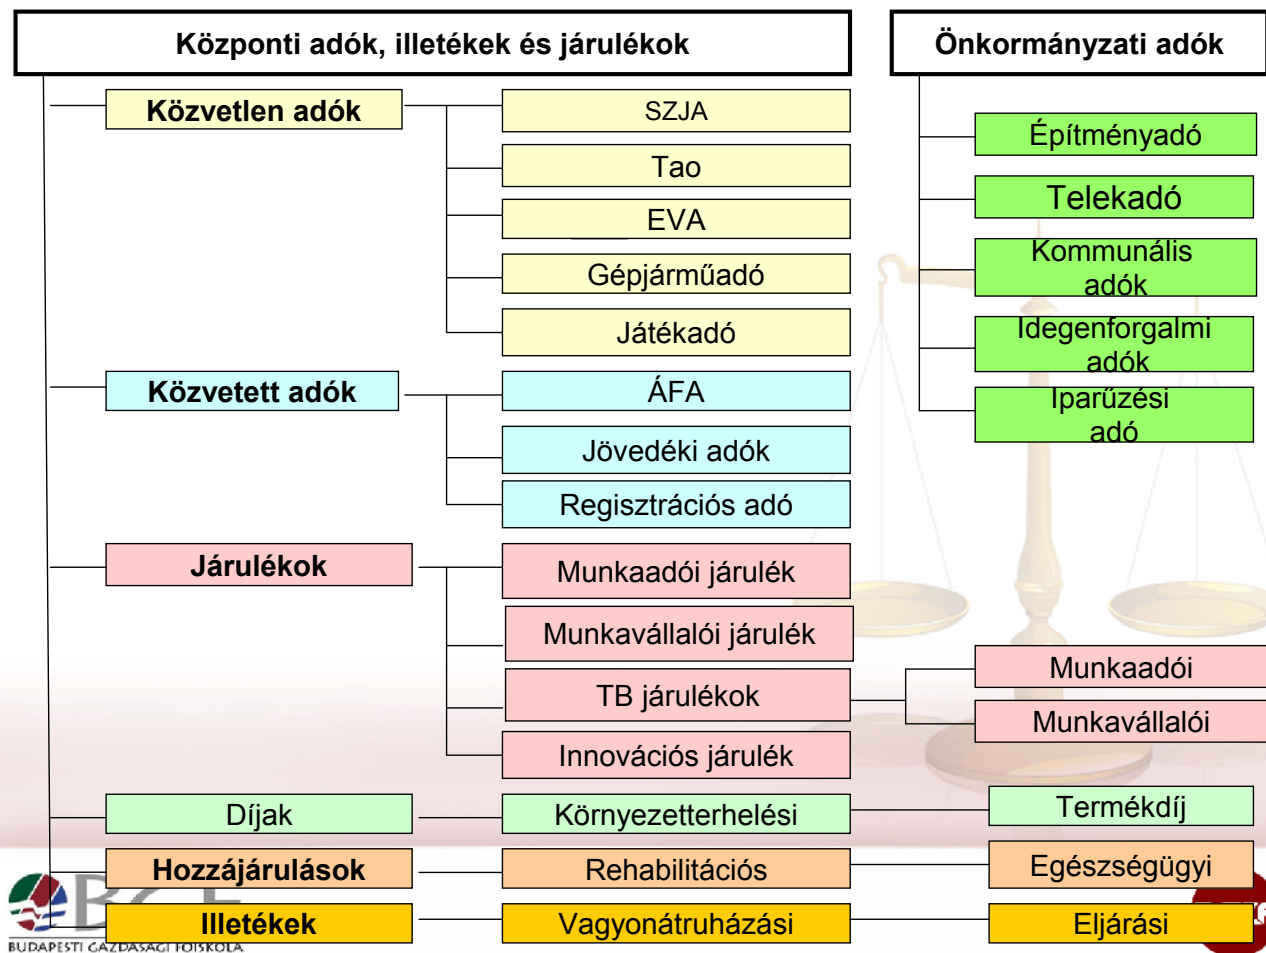 Központi adók, illetékek és járulékok
Közvetlen adók
SZJA
Tao
EVA
Gépjárműadó
Játékadó
Közvetett adók
ÁFA
Jövedéki adók
Regisztrációs adó
Járulékok
Munkaadói járulék
Munkavállalói járulék
TB járulékok
Munkaadói
Munkavállalói
Innovációs járulék
Díjak
Környezetterhelési
Termékdíj
Hozzájárulások
Rehabilitációs
Egészségügyi
Illetékek
Vagyonátruházási
Eljárási
Önkormányzati adók
Építményadó
Telekadó
Kommunális
adók
Idegenforgalmi
adók
Iparűzési
adó
BUDAPESTI GAZDASÁGI FŐISKOLA